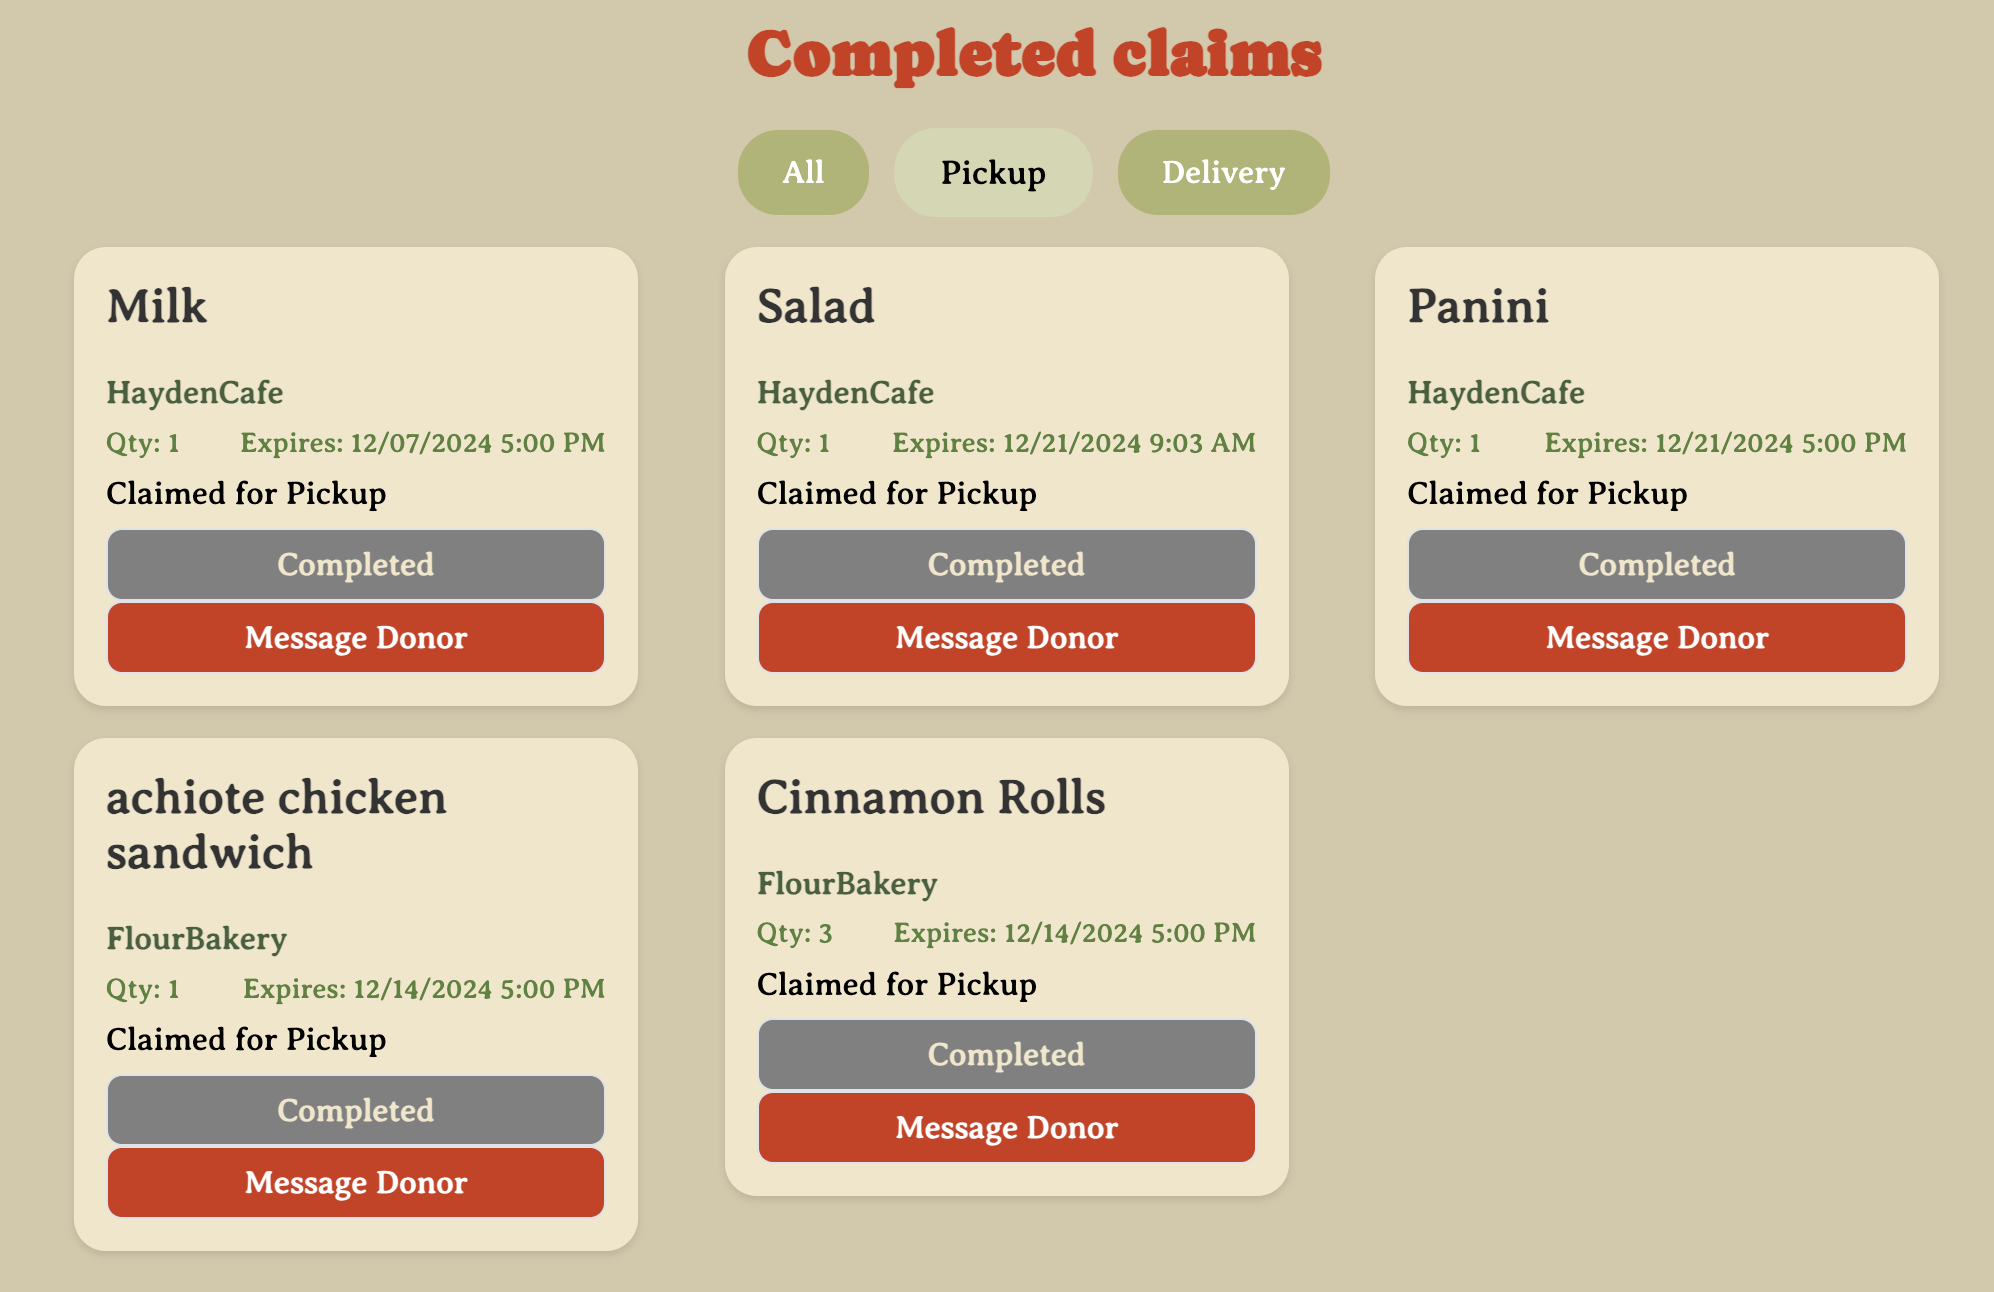 Completed claims
All
Pickup
Delivery
Milk
HaydenCafe
Qty: 1 Expires: 12/07/2024 5:00 PM
Claimed for Pickup
Completed
Message Donor
Salad
HaydenCafe
Qty: 1 Expires: 12/21/2024 9:03 AM
Claimed for Pickup
Completed
Message Donor
Panini
HaydenCafe
Qty: 1 Expires: 12/21/2024 5:00 PM
Claimed for Pickup
Completed
Message Donor
achiote chicken
sandwich
FlourBakery
Qty: 1 Expires: 12/14/2024 5:00 PM
Claimed for Pickup
Completed
Message Donor
Cinnamon Rolls
FlourBakery
Qty: 3 Expires: 12/14/2024 5:00 PM
Claimed for Pickup
Completed
Message Donor